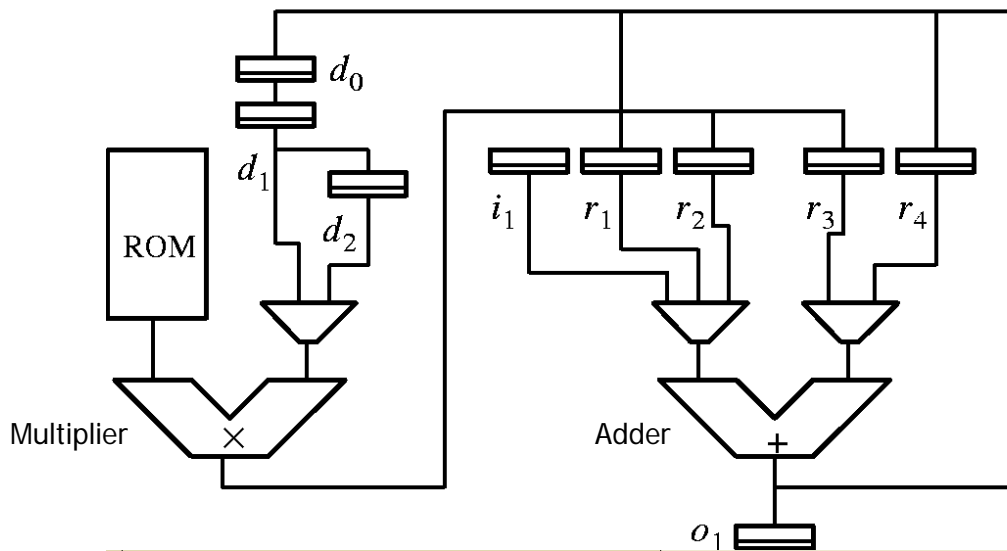 d₀
d₁
d₂
i₁
r₁
r₂
r₃
r₄
ROM
Multiplier
×
Adder
+
o₁